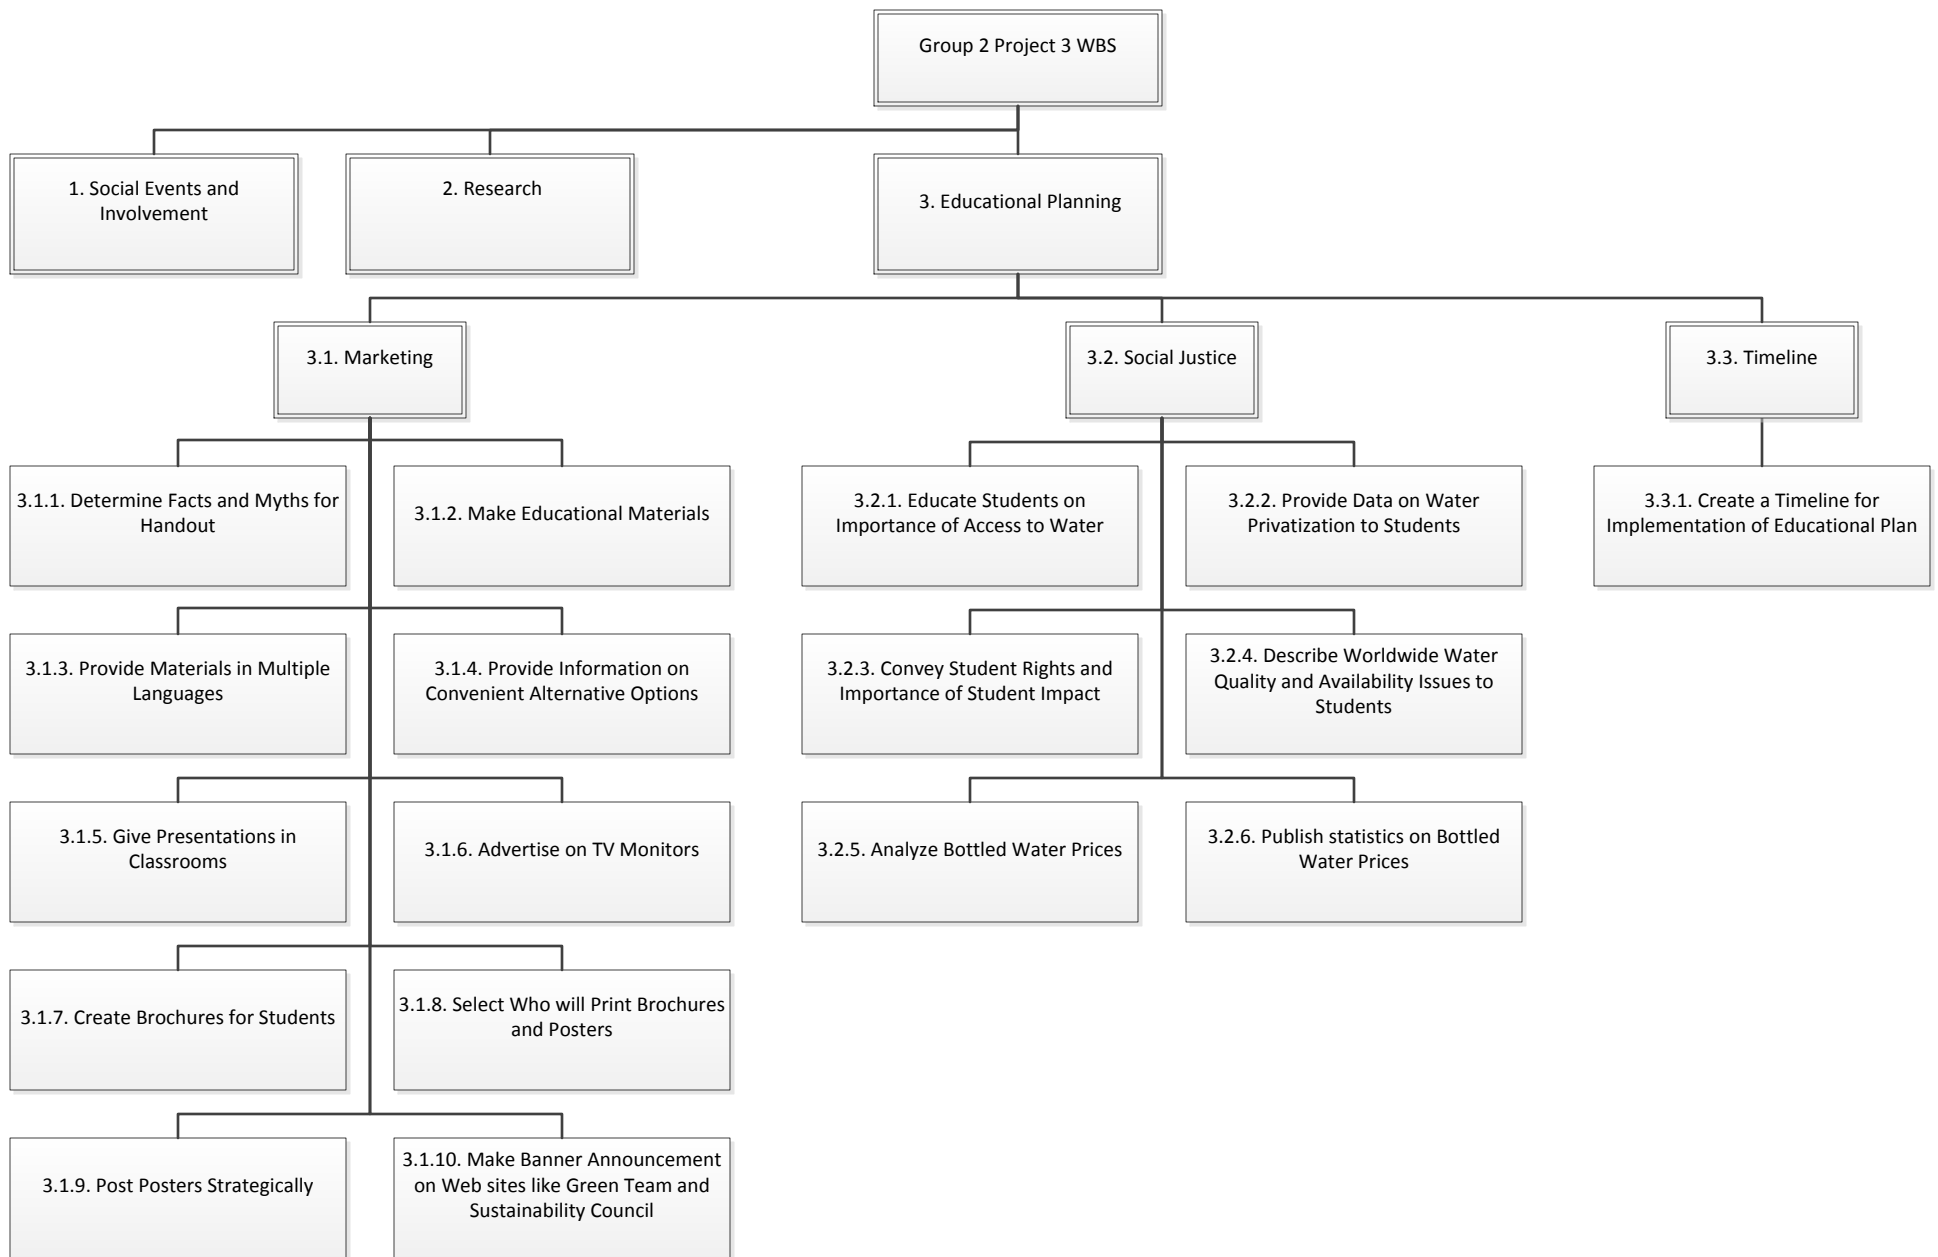 Group 2 Project 3 WBS
1. Social Events and
Involvement
2. Research
3. Educational Planning
3.1. Marketing
3.2. Social Justice
3.3. Timeline
3.1.1. Determine Facts and Myths for
Handout
3.1.2. Make Educational Materials
3.2.1. Educate Students on
Importance of Access to Water
3.2.2. Provide Data on Water
Privatization to Students
3.3.1. Create a Timeline for
Implementation of Educational Plan
3.1.3. Provide Materials in Multiple
Languages
3.1.4. Provide Information on
Convenient Alternative Options
3.2.3. Convey Student Rights and
Importance of Student Impact
3.2.4. Describe Worldwide Water
Quality and Availability Issues to
Students
3.1.5. Give Presentations in
Classrooms
3.1.6. Advertise on TV Monitors
3.2.5. Analyze Bottled Water Prices
3.2.6. Publish statistics on Bottled
Water Prices
3.1.7. Create Brochures for Students
3.1.8. Select Who will Print Brochures
and Posters
3.1.9. Post Posters Strategically
3.1.10. Make Banner Announcement
on Web sites like Green Team and
Sustainability Council